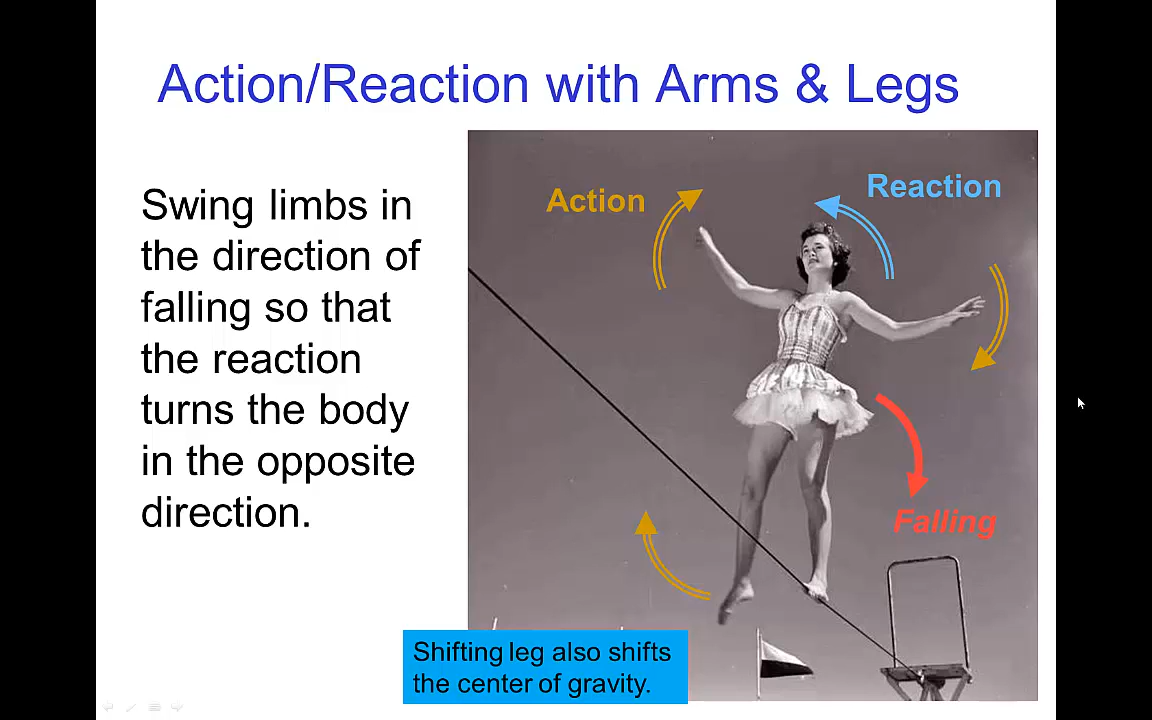 Action/Reaction with Arms & Legs
Swing limbs in
the direction of
falling so that
the reaction
turns the body
in the opposite
direction.
Action
Reaction
Falling
Shifting leg also shifts
the center of gravity.